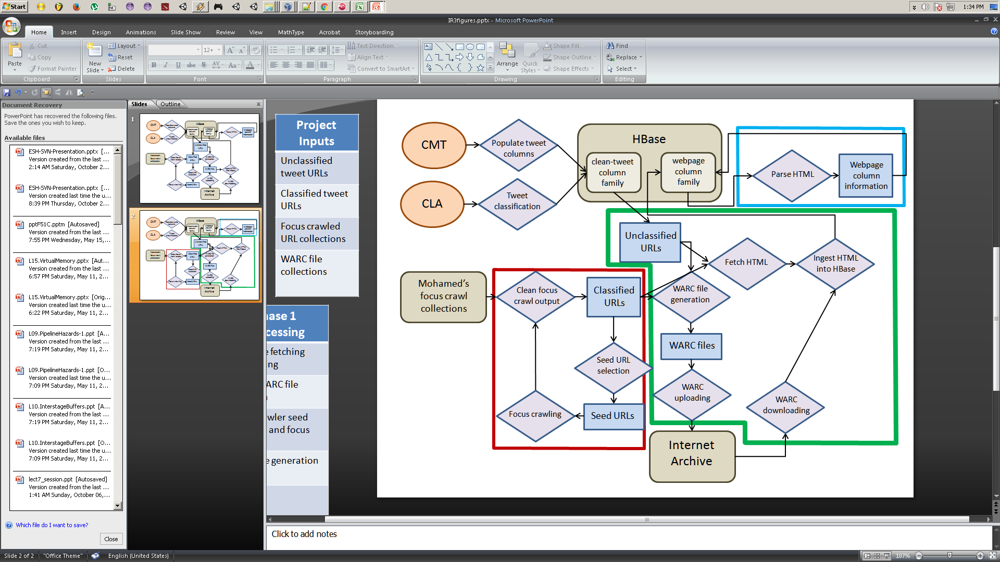 Start
1:34 PM
IR3figures.pptx - Microsoft PowerPoint
Home
Insert
Design
Animations
Slide Show
Review
View
MathType
Acrobat
Storyboarding
Paste
Cut
Copy
Format Painter
Clipboard
New
Slide
Layout
Reset
Delete
Slides
12+
Font
Text Direction
Align Text
Convert to SmartArt
Paragraph
Arrange
Quick
Styles
Shape Fill
Shape Outline
Shape Effects
Drawing
Find
Replace
Select
Editing
Document Recovery
PowerPoint has recovered the following files.
Save the ones you wish to keep.
Available files
ESH-SVN-Presentation.pptx [...
Version created from the last ...
2:14 AM Saturday, October 2...
ESH-SVN-Presentation.pptx [...
Version created last time the u...
8:39 PM Thursday, October 2...
pptF51C.pptm [Autosaved]
Version created from the last ...
7:55 PM Wednesday, May 15,...
L15.VirtualMemory.pptx [Aut...
Version created from the last ...
6:57 PM Saturday, May 11, 2...
L15.VirtualMemory.pptx [Orig...
Version created last time the u...
6:22 PM Saturday, May 11, 2...
L09.PipelineHazards-1.ppt [A...
Version created from the last ...
7:19 PM Saturday, May 11, 2...
L09.PipelineHazards-1.ppt [O...
Version created last time the u...
7:09 PM Saturday, May 11, 2...
L10.InterstageBuffers.ppt [A...
Version created from the last ...
7:19 PM Saturday, May 11, 2...
L10.InterstageBuffers.ppt [O...
Version created last time the u...
7:09 PM Saturday, May 11, 2...
lect7_session.ppt [Autosaved]
Version created from the last ...
1:41 AM Sunday, October 06,...
Which file do I want to save?
Close
Slides
Outline
1
2
Project
Inputs
Unclassified
tweet URLs
Classified tweet
URLs
Focus crawled
URL collections
WARC file
collections
hase 1
cessing
e fetching
ing
ARC file
wler seed
and focus
e generation
CMT
Populate tweet
columns
CLA
Tweet
classification
HBase
clean-tweet
column
family
webpage
column
family
Parse HTML
Webpage
column
information
Unclassified
URLs
Fetch HTML
Ingest HTML
into HBase
Mohamed’s
focus crawl
collections
Clean focus
crawl output
Classified
URLs
WARC file
generation
WARC files
Seed URL
selection
WARC
uploading
WARC
downloading
Focus crawling
Seed URLs
Internet
Archive
Click to add notes
Slide 2 of 2
"Office Theme"
English (United States)
107%